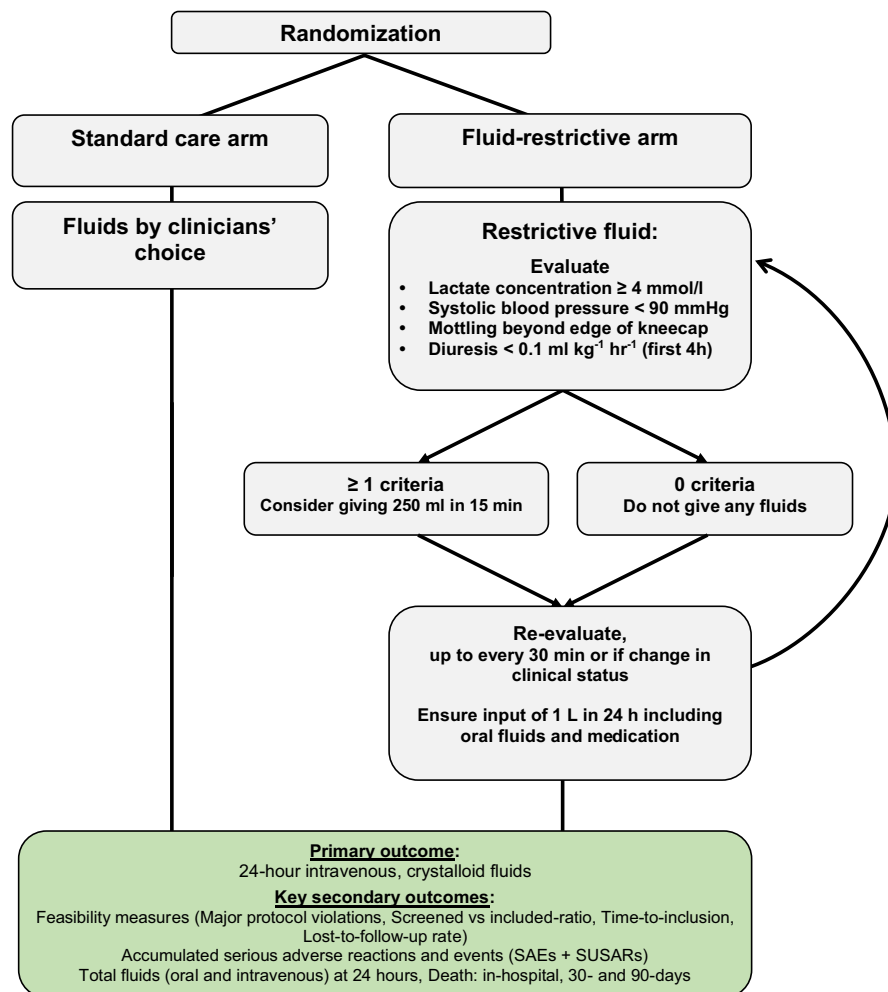 Randomization
Standard care arm
Fluid-restrictive arm
Fluids by clinicians’
choice
Restrictive fluid:
Evaluate
• Lactate concentration ≥ 4 mmol/l
• Systolic blood pressure < 90 mmHg
• Mottling beyond edge of kneecap
• Diuresis < 0.1 ml kg⁻¹ hr⁻¹ (first 4h)
≥ 1 criteria
Consider giving 250 ml in 15 min
0 criteria
Do not give any fluids
Re-evaluate,
up to every 30 min or if change in
clinical status
Ensure input of 1 L in 24 h including
oral fluids and medication
Primary outcome:
24-hour intravenous, crystalloid fluids
Key secondary outcomes:
Feasibility measures (Major protocol violations, Screened vs included-ratio, Time-to-inclusion,
Lost-to-follow-up rate)
Accumulated serious adverse reactions and events (SAEs + SUSARs)
Total fluids (oral and intravenous) at 24 hours, Death: in-hospital, 30- and 90-days